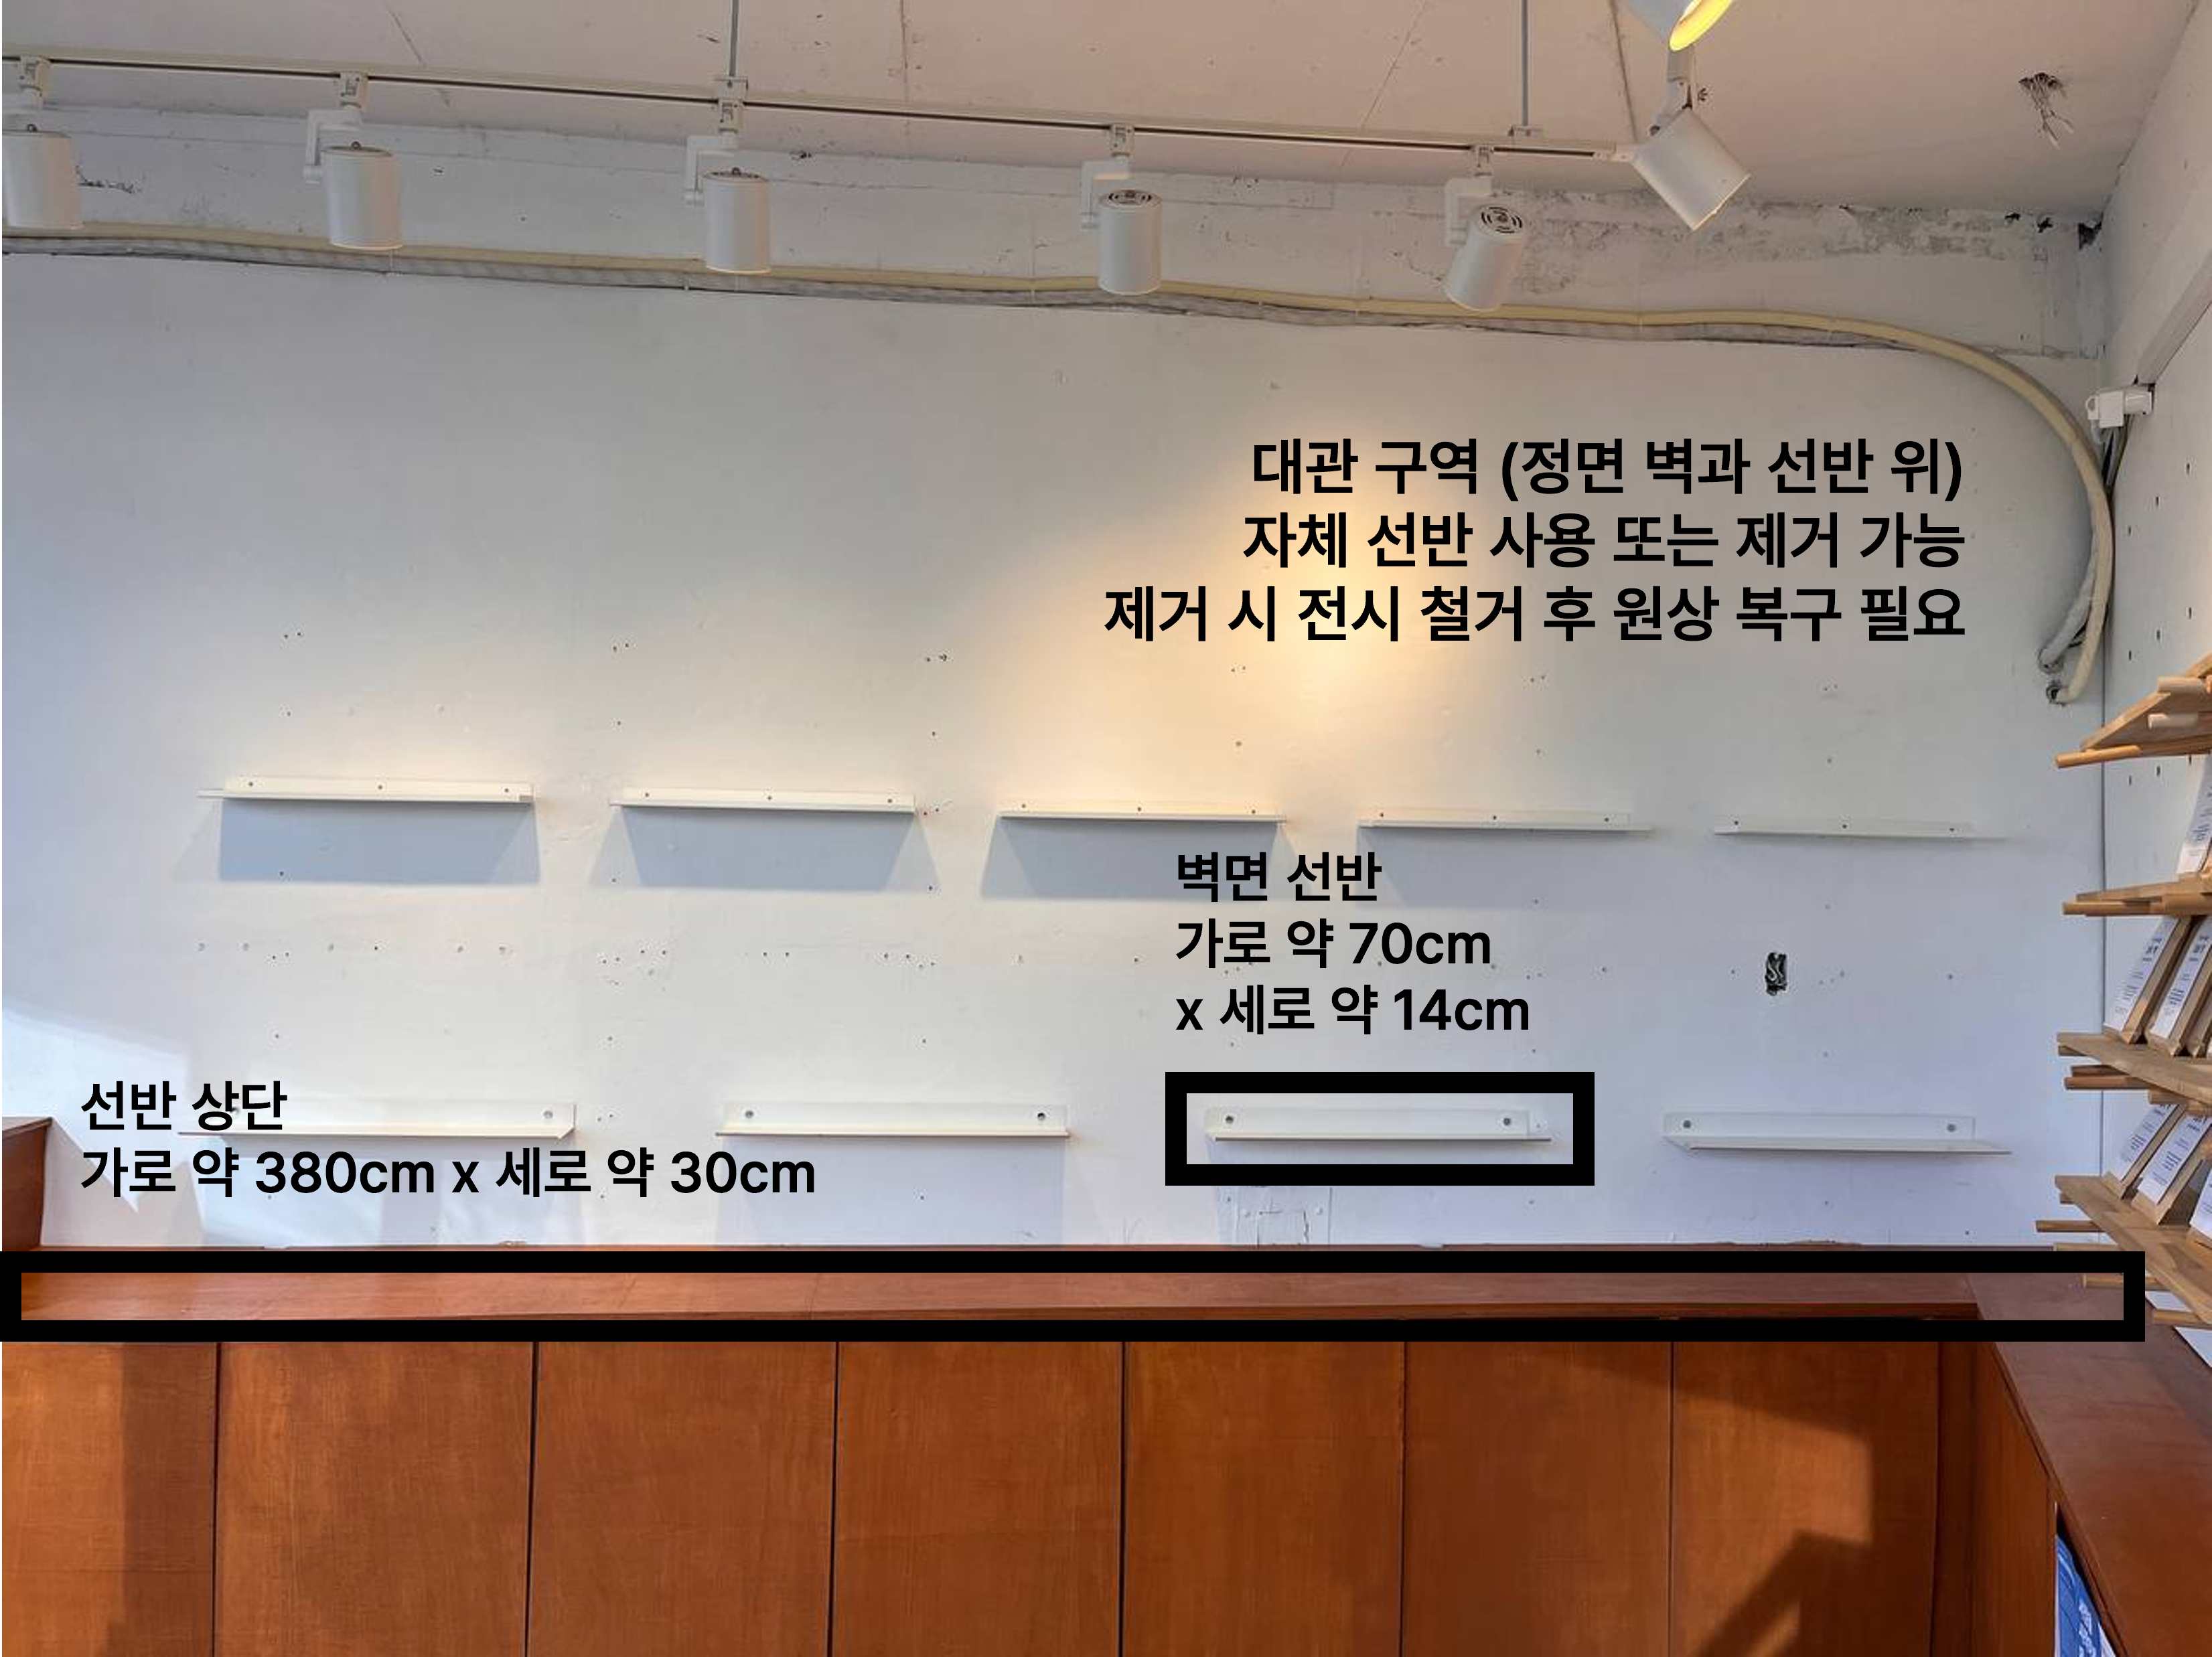 대관 구역 (정면 벽과 선반 위)
자체 선반 사용 또는 제거 가능
제거 시 전시 철거 후 원상 복구 필요
벽면 선반
가로 약 70cm
x 세로 약 14cm
선반 상단
가로 약 380cm x 세로 약 30cm